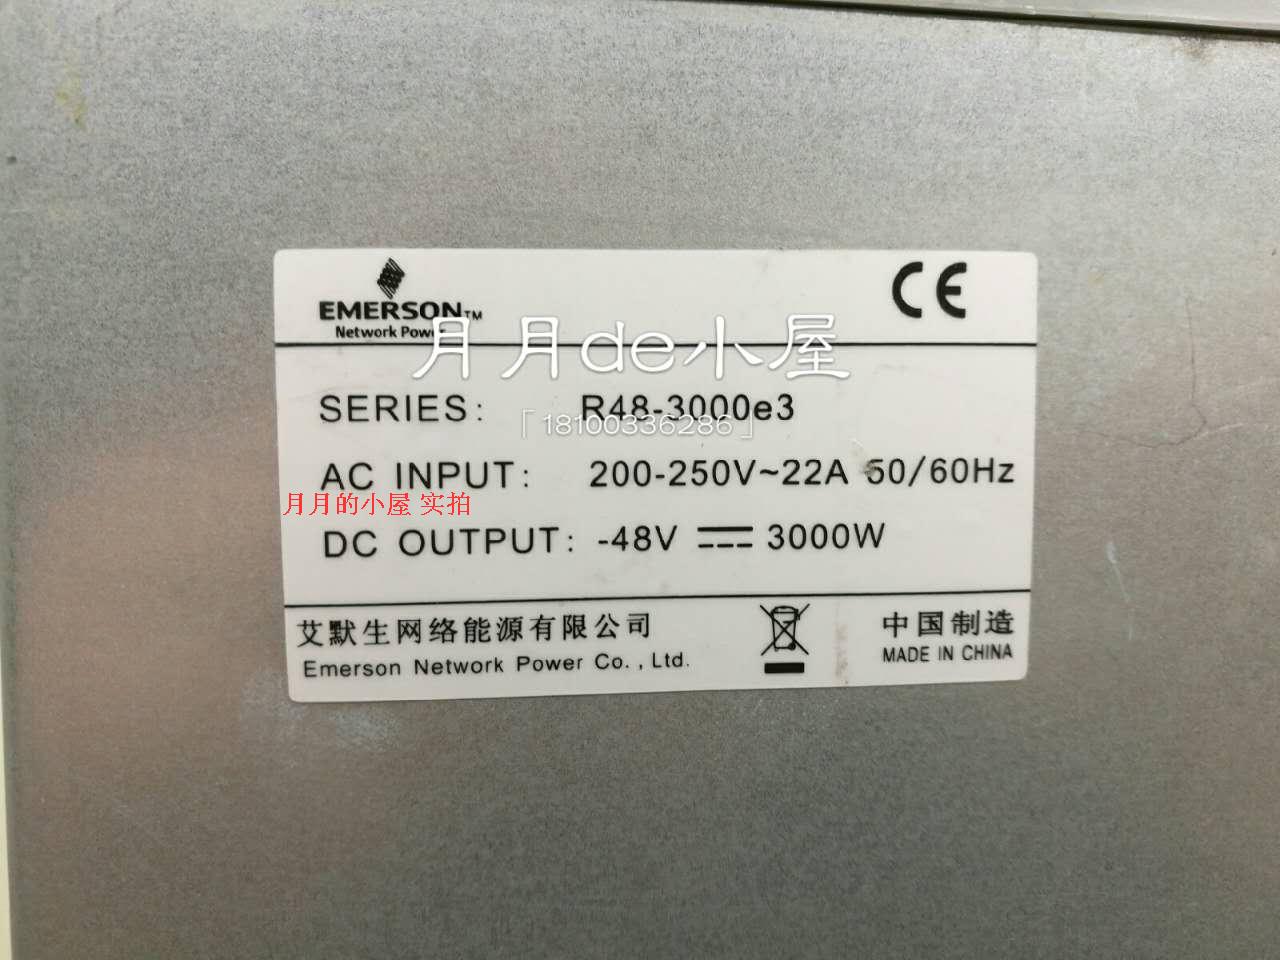 CE
EMERSON™
Network Power
月月de小屋
SERIES: R48-3000e3
「18100336286」
AC INPUT: 200-250V~22A 50/60Hz
月月的小屋 实拍
DC OUTPUT: -48V ⎓ 3000W
艾默生网络能源有限公司
中国制造
Emerson Network Power Co., Ltd.
MADE IN CHINA